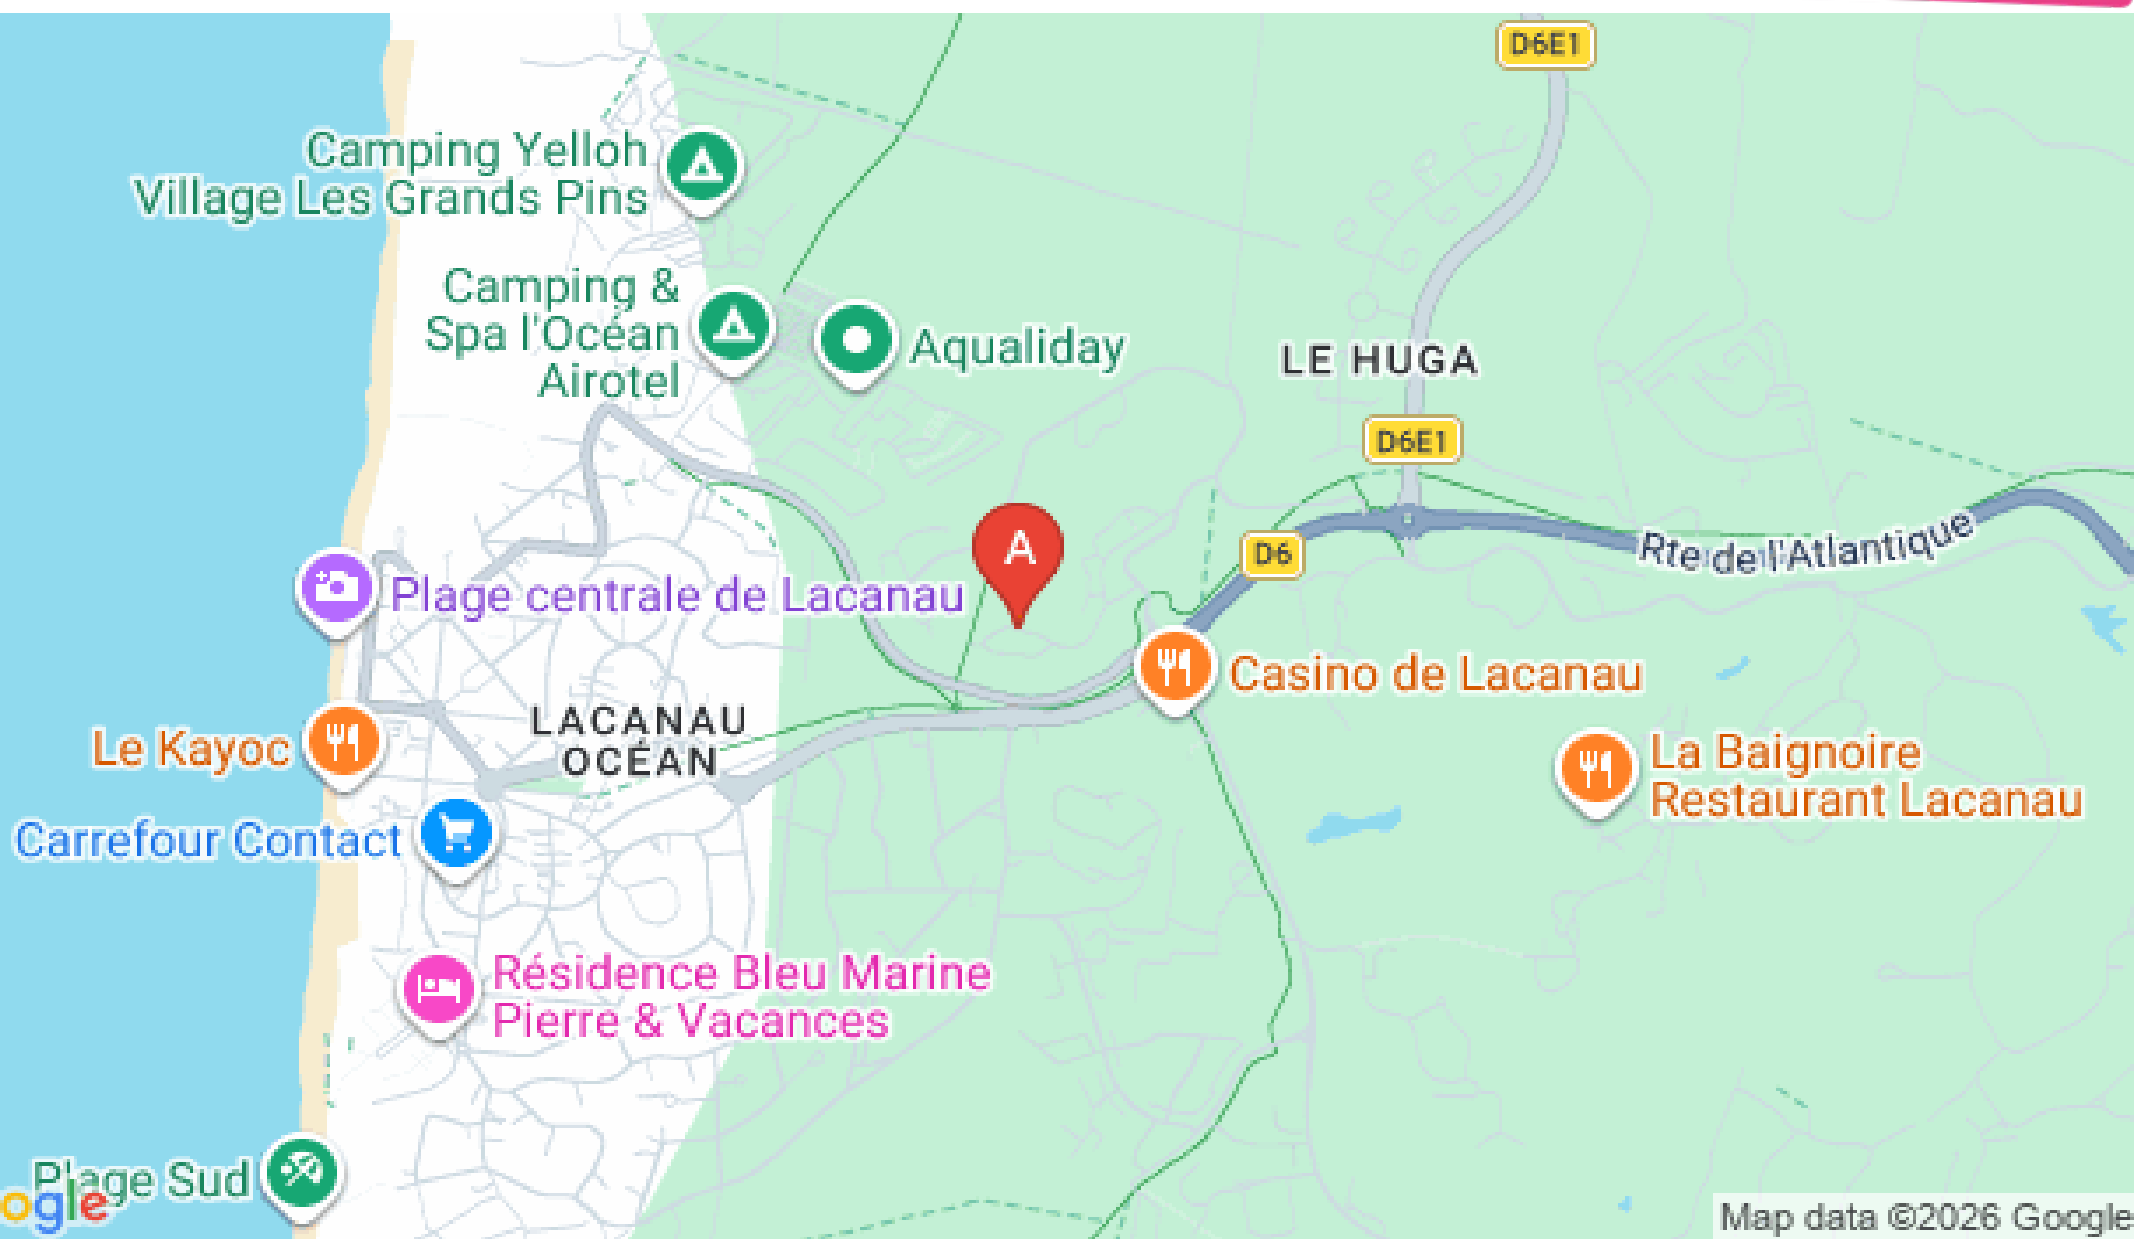 D6E1
Camping Yelloh
Village Les Grands Pins
Camping &
Spa l'Océan
Airotel
Aqualiday
LE HUGA
D6E1
A
D6
Rte de l'Atlantique
Plage centrale de Lacanau
Casino de Lacanau
LACANAU
OCÉAN
Le Kayoc
La Baignoire
Restaurant Lacanau
Carrefour Contact
Résidence Bleu Marine
Pierre & Vacances
Plage Sud
ogle
Map data ©2026 Google